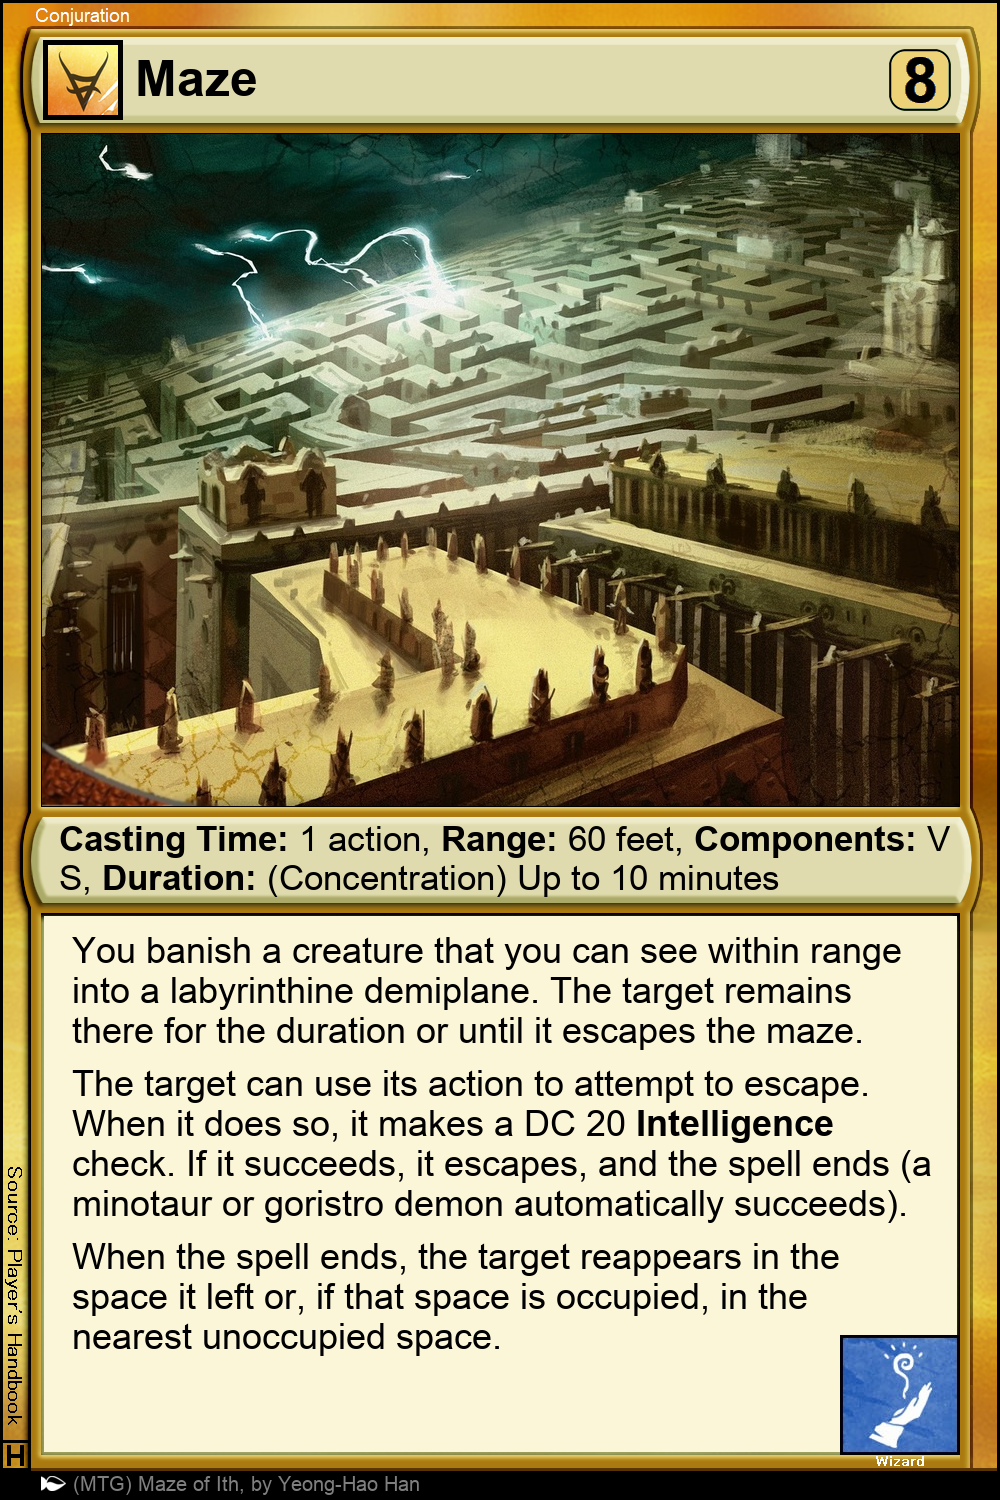 Conjuration
Maze
8
Casting Time: 1 action, Range: 60 feet, Components: V
S, Duration: (Concentration) Up to 10 minutes
You banish a creature that you can see within range
into a labyrinthine demiplane. The target remains
there for the duration or until it escapes the maze.
The target can use its action to attempt to escape.
When it does so, it makes a DC 20 Intelligence
check. If it succeeds, it escapes, and the spell ends (a
minotaur or goristro demon automatically succeeds).
When the spell ends, the target reappears in the
space it left or, if that space is occupied, in the
nearest unoccupied space.
Source: Player's Handbook
H
Wizard
(MTG) Maze of Ith, by Yeong-Hao Han